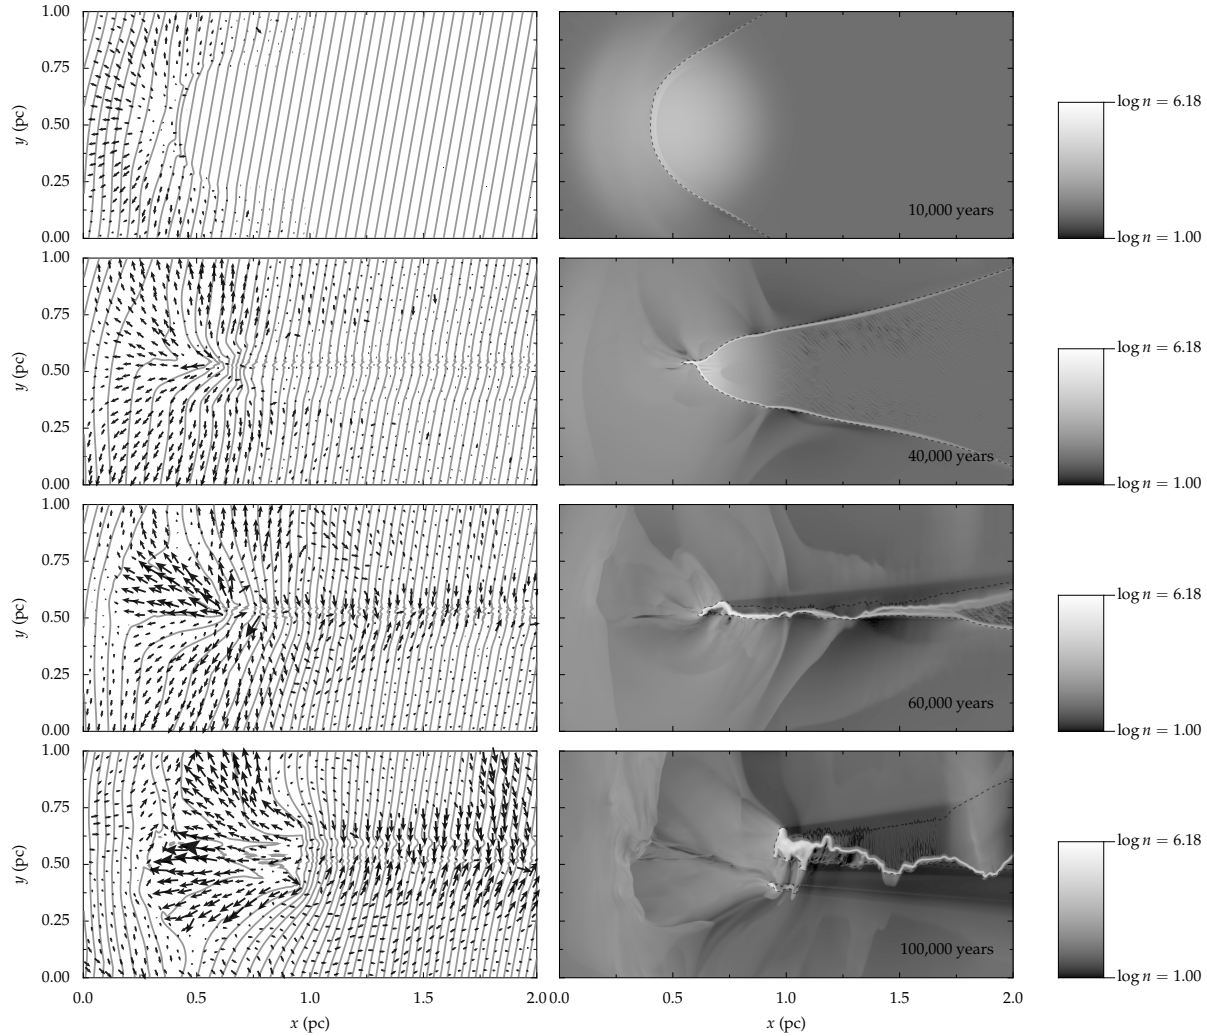 1.00
0.75
y (pc)
0.50
0.25
0.00
10,000 years
log n = 6.18
log n = 1.00
1.00
0.75
y (pc)
0.50
0.25
0.00
40,000 years
log n = 6.18
log n = 1.00
1.00
0.75
y (pc)
0.50
0.25
0.00
60,000 years
log n = 6.18
log n = 1.00
1.00
0.75
y (pc)
0.50
0.25
0.00
100,000 years
log n = 6.18
log n = 1.00
0.0 0.5 1.0 1.5 2.0 0.0 0.5 1.0 1.5 2.0
x (pc) x (pc)